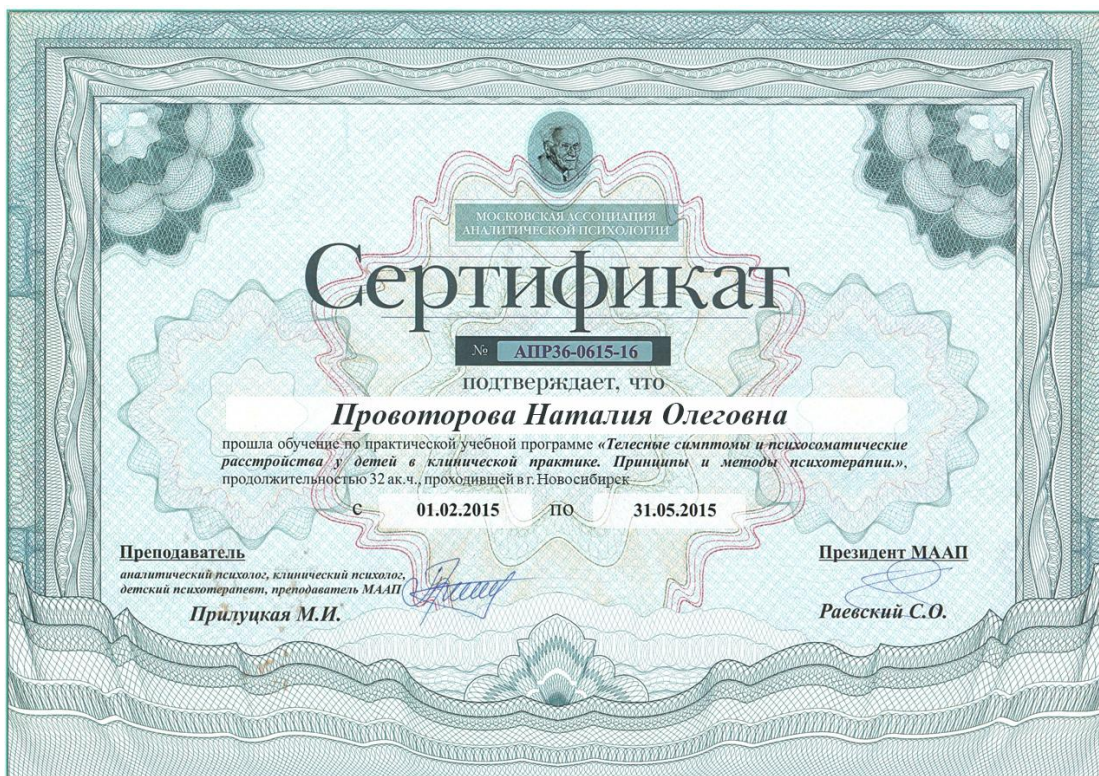 МОСКОВСКАЯ АССОЦИАЦИЯ
АНАЛИТИЧЕСКОЙ ПСИХОЛОГИИ
Сертификат
№ АПР36-0615-16
подтверждает, что
Провоторова Наталия Олеговна
прошла обучение по практической учебной программе «Телесные симптомы и психосоматические
расстройства у детей в клинической практике. Принципы и методы психотерапии.»,
продолжительностью 32 ак.ч., проходившей в г. Новосибирск
с 01.02.2015 по 31.05.2015
Преподаватель
аналитический психолог, клинический психолог,
детский психотерапевт, преподаватель МААП
Прилуцкая М.И.
Президент МААП
Раевский С.О.